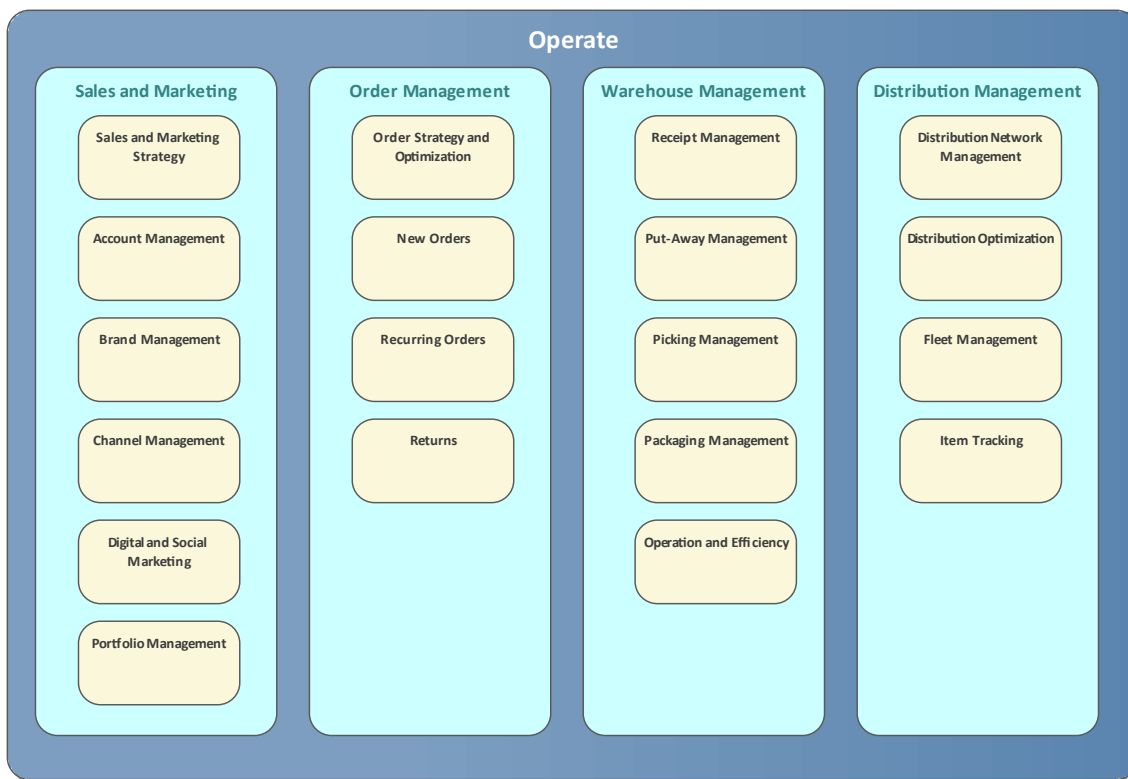 Operate
Sales and Marketing
Sales and Marketing
Strategy
Account Management
Brand Management
Channel Management
Digital and Social
Marketing
Portfolio Management
Order Management
Order Strategy and
Optimization
New Orders
Recurring Orders
Returns
Warehouse Management
Receipt Management
Put-Away Management
Picking Management
Packaging Management
Operation and Efficiency
Distribution Management
Distribution Network
Management
Distribution Optimization
Fleet Management
Item Tracking